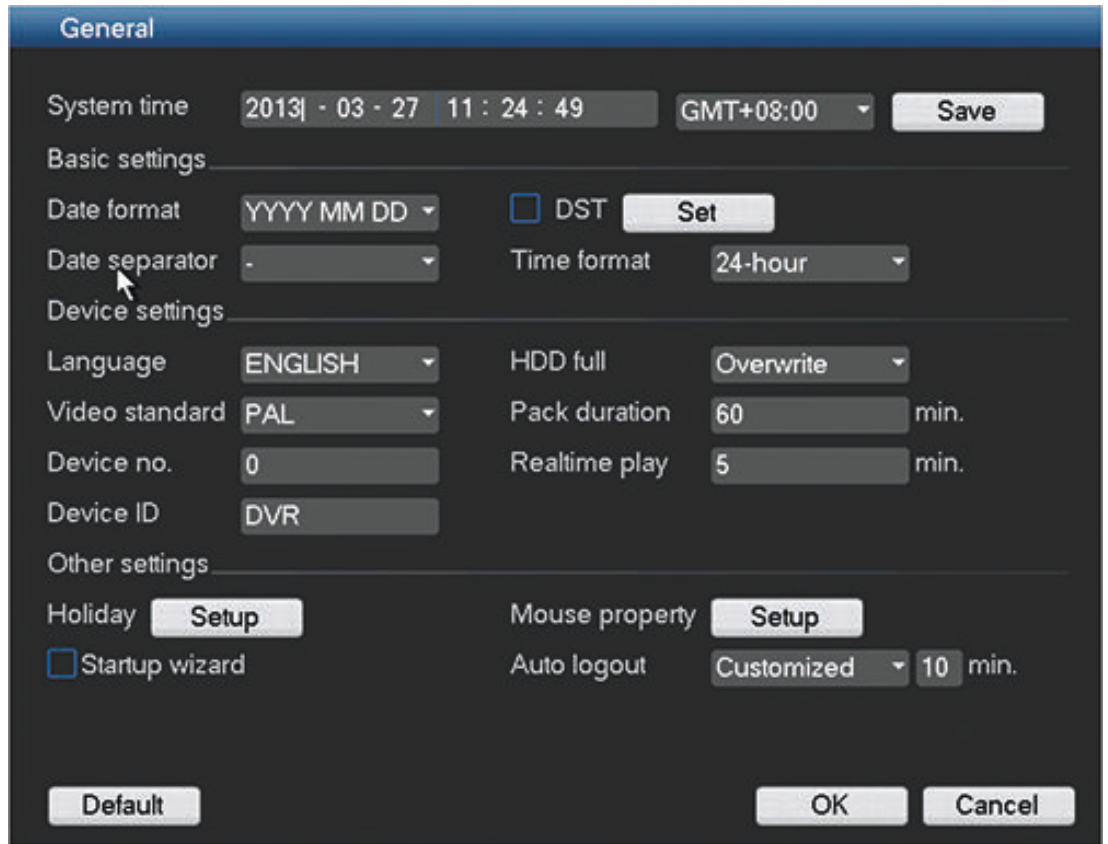 General
System time 2013 - 03 - 27 11 : 24 : 49 GMT+08:00 Save
Basic settings
Date format YYYY MM DD DST Set
Date separator - Time format 24-hour
Device settings
Language ENGLISH HDD full Overwrite
Video standard PAL Pack duration 60 min.
Device no. 0 Realtime play 5 min.
Device ID DVR
Other settings
Holiday Setup Mouse property Setup
Startup wizard Auto logout Customized 10 min.
Default OK Cancel